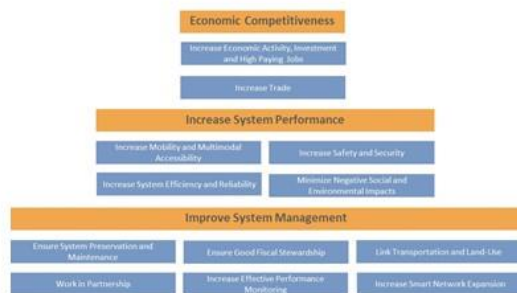 Economic Competitiveness
Increase Economic Activity, Investment
and High Paying Jobs
Increase Trade
Increase System Performance
Increase Mobility and Multimodal
Accessibility
Increase Safety and Security
Increase System Efficiency and Reliability
Minimize Negative Social and
Environmental Impacts
Improve System Management
Ensure System Preservation and
Maintenance
Ensure Good Fiscal Stewardship
Link Transportation and Land-Use
Work in Partnership
Increase Effective Performance
Monitoring
Increase Smart Network Expansion